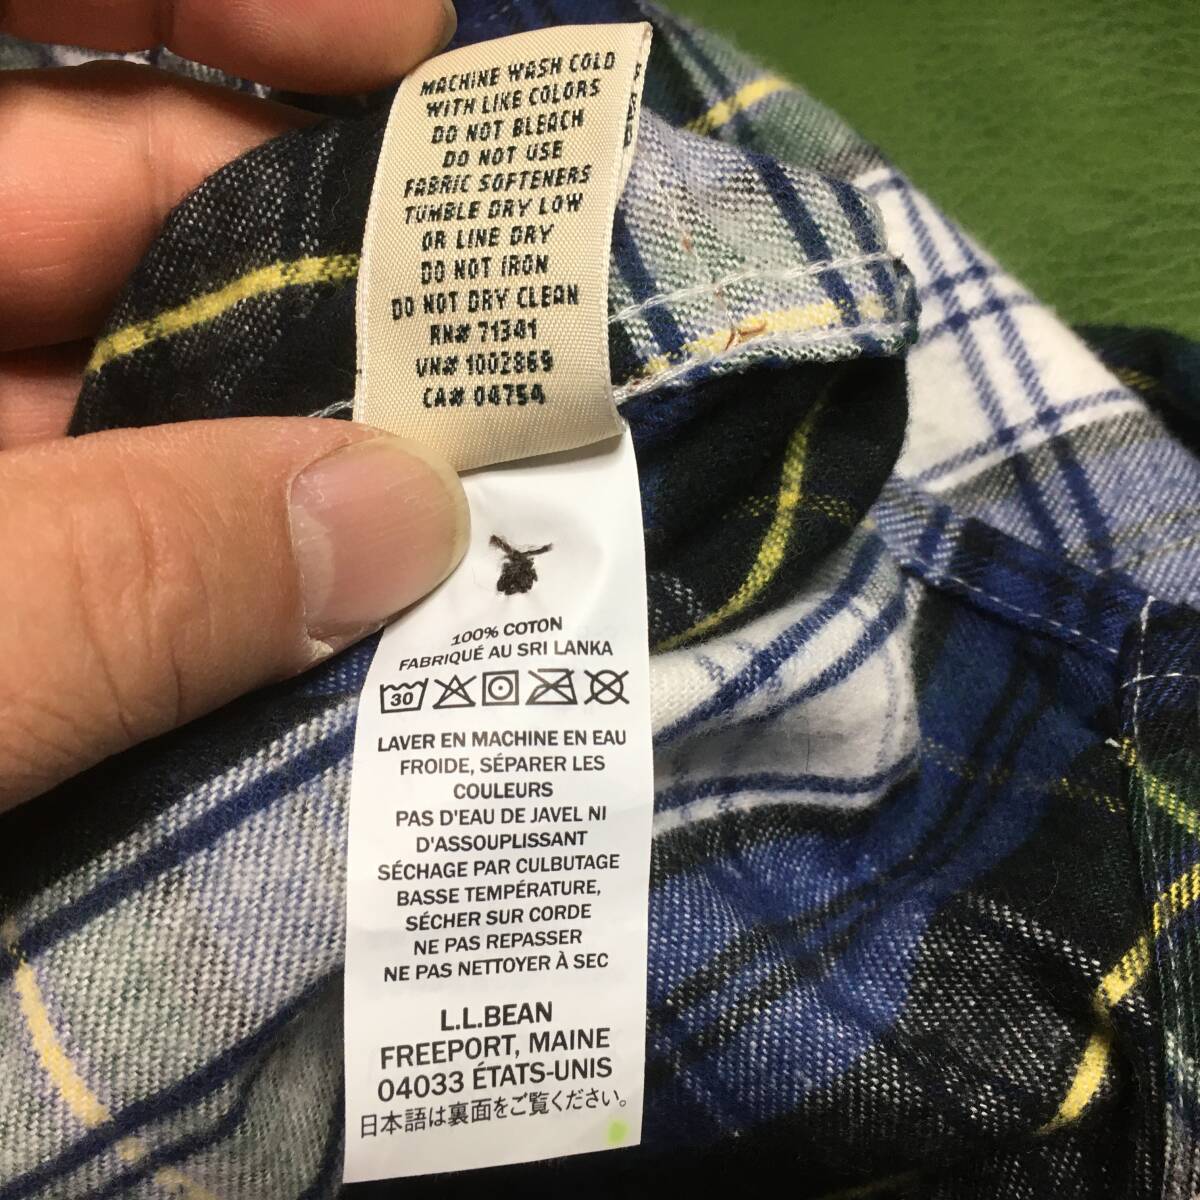 MACHINE WASH COLD
WITH LIKE COLORS
DO NOT BLEACH
DO NOT USE
FABRIC SOFTENERS
TUMBLE DRY LOW
OR LINE DRY
DO NOT IRON
DO NOT DRY CLEAN
RN# 71341
VN# 1002869
CA# 04754
100% COTON
FABRIQUÉ AU SRI LANKA
30
LAVER EN MACHINE EN EAU
FROIDE, SÉPARER LES
COULEURS
PAS D'EAU DE JAVEL NI
D'ASSOUPLISSANT
SÉCHAGE PAR CULBUTAGE
BASSE TEMPÉRATURE,
SÉCHER SUR CORDE
NE PAS REPASSER
NE PAS NETTOYER À SEC
L.L.BEAN
FREEPORT, MAINE
04033 ÉTATS-UNIS
日本語は裏面をご覧ください。